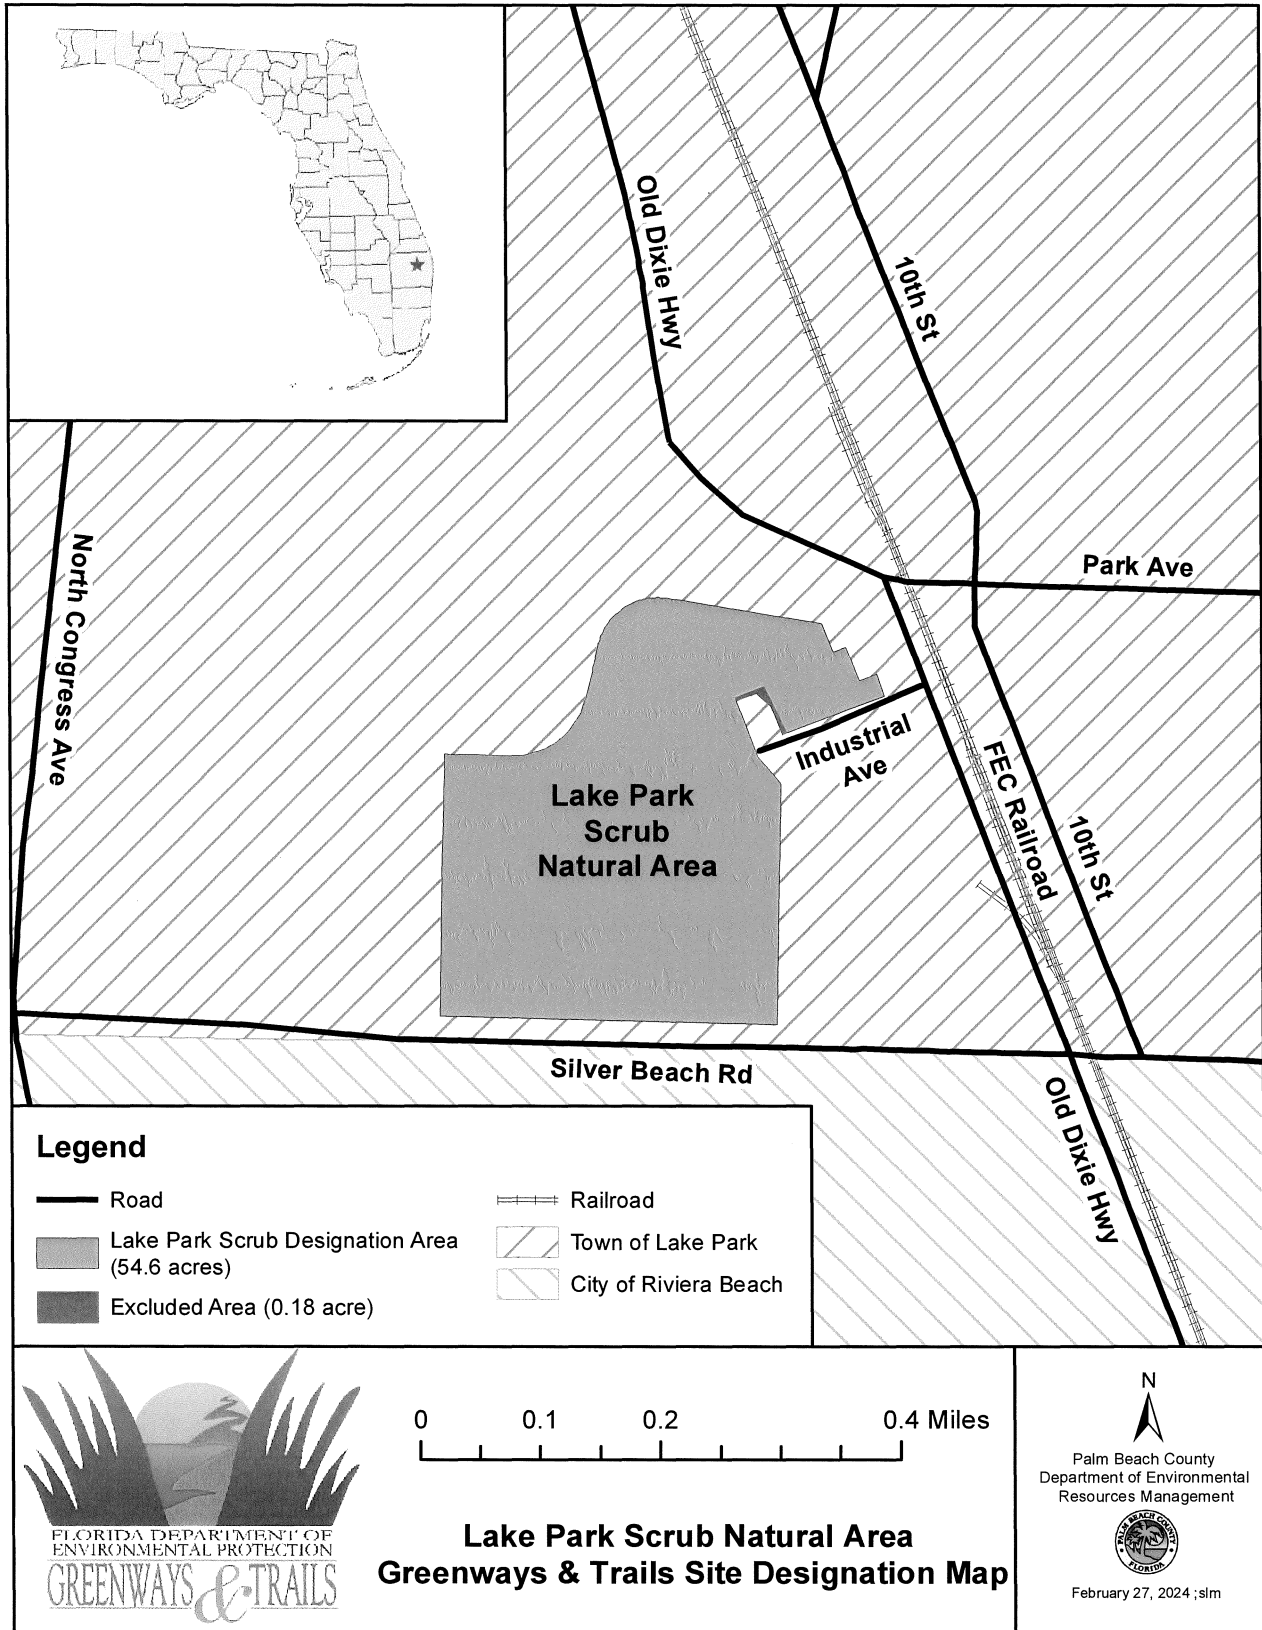 Old Dixie Hwy
10th St
North Congress Ave
Park Ave
Industrial
Ave
FEC Railroad
10th St
Lake Park
Scrub
Natural Area
Silver Beach Rd
Old Dixie Hwy
Legend
Road
Lake Park Scrub Designation Area
(54.6 acres)
Excluded Area (0.18 acre)
Railroad
Town of Lake Park
City of Riviera Beach
FLORIDA DEPARTMENT OF
ENVIRONMENTAL PROTECTION
GREENWAYS & TRAILS
0 0.1 0.2 0.4 Miles
Lake Park Scrub Natural Area
Greenways & Trails Site Designation Map
N
Palm Beach County
Department of Environmental
Resources Management
PALM BEACH COUNTY
FLORIDA
February 27, 2024 ;slm